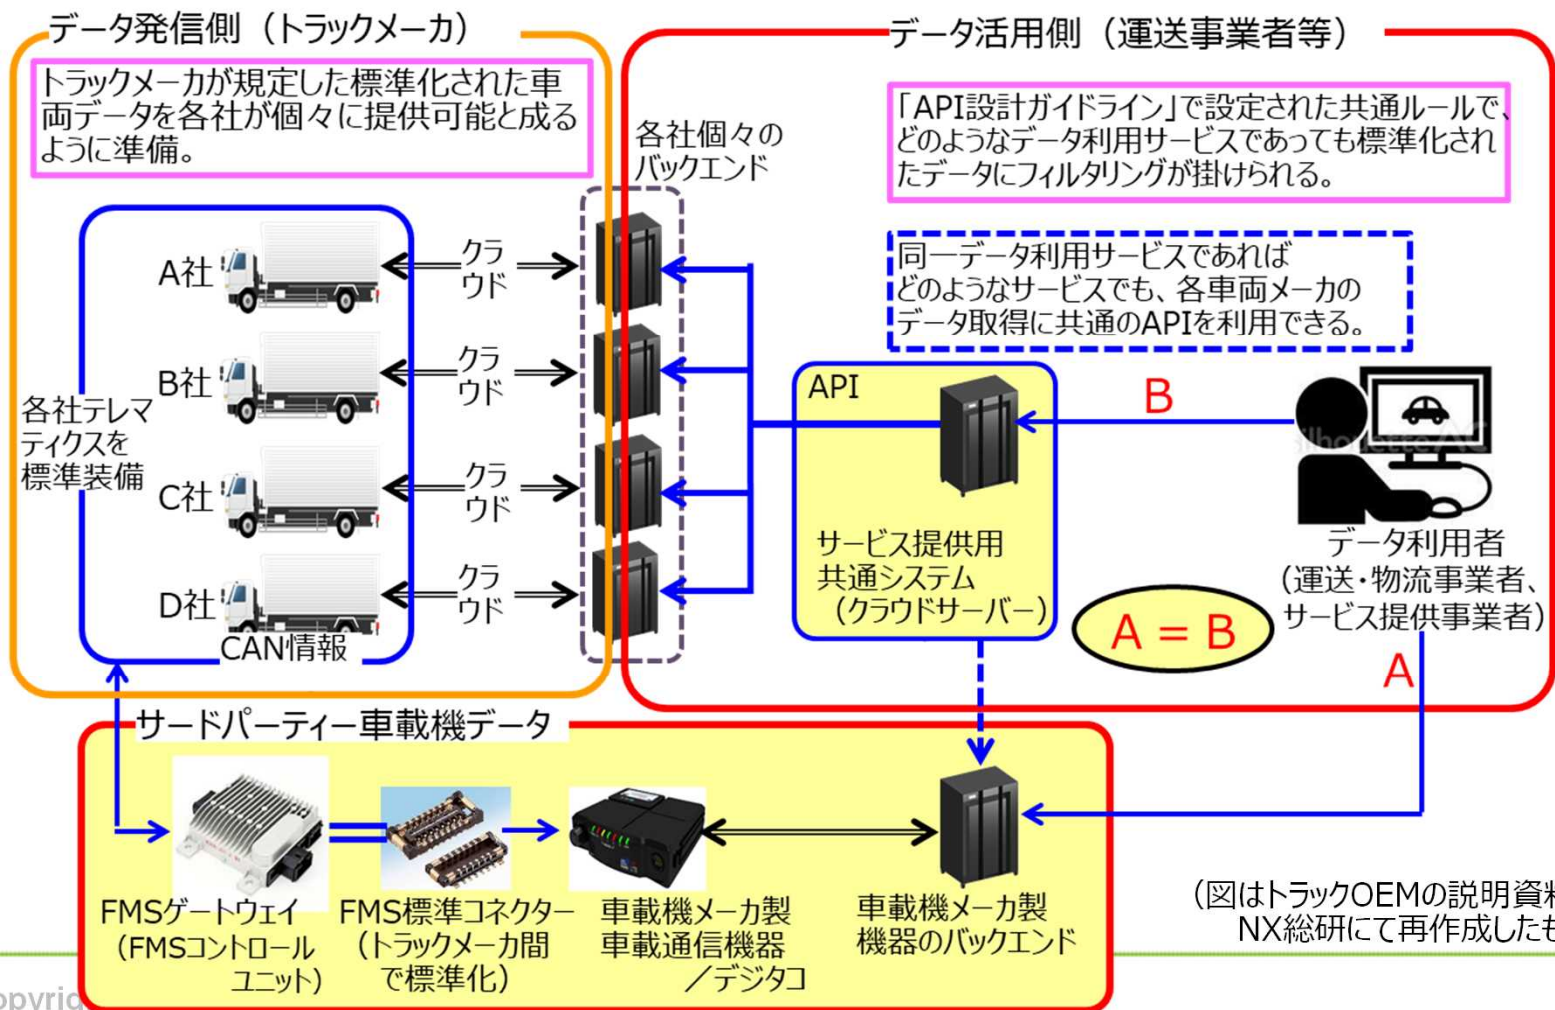 データ発信側（トラックメーカ）
トラックメーカが規定した標準化された車
両データを各社が個々に提供可能と成る
ように準備。
データ活用側（運送事業者等）
「API設計ガイドライン」で設定された共通ルールで、
どのようなデータ利用サービスであっても標準化され
たデータにフィルタリングが掛けられる。
各社個々の
バックエンド
同一データ利用サービスであれば
どのようなサービスでも、各車両メーカの
データ取得に共通のAPIを利用できる。
A社
クラ
ウド
B社
クラ
ウド
C社
クラ
ウド
D社
クラ
ウド
各社テレマ
ティクスを
標準装備
CAN情報
API
サービス提供用
共通システム
（クラウドサーバー）
B
silhouetteAC
データ利用者
（運送・物流事業者、
サービス提供事業者）
A = B
A
サードパーティー車載機データ
FMSゲートウェイ
（FMSコントロール
ユニット）
FMS標準コネクター
（トラックメーカ間
で標準化）
車載機メーカ製
車載通信機器
／デジタコ
車載機メーカ製
機器のバックエンド
（図はトラックOEMの説明資料
NX総研にて再作成したも
opyrig